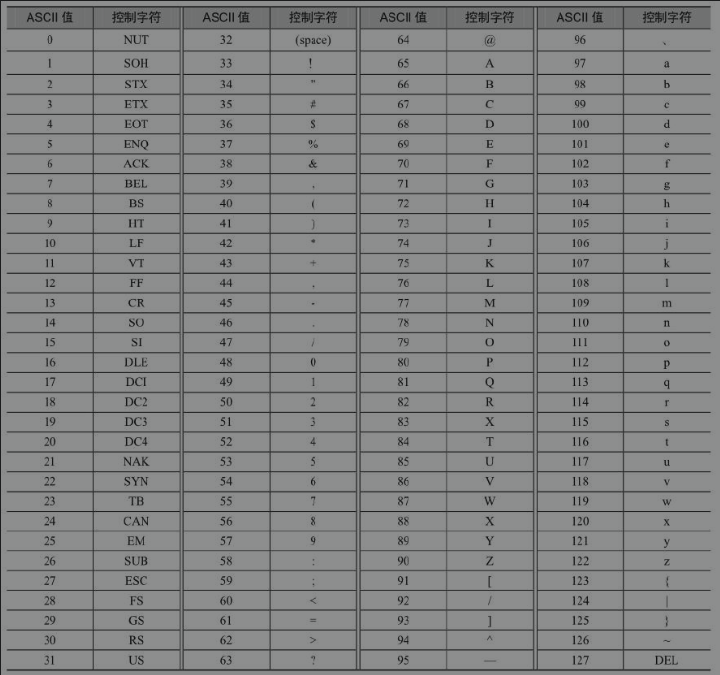 ASCII 值 控制字符 ASCII 值 控制字符 ASCII 值 控制字符 ASCII 值 控制字符
0 NUT 32 (space) 64 @ 96 、
1 SOH 33 ! 65 A 97 a
2 STX 34 " 66 B 98 b
3 ETX 35 # 67 C 99 c
4 EOT 36 $ 68 D 100 d
5 ENQ 37 % 69 E 101 e
6 ACK 38 & 70 F 102 f
7 BEL 39 , 71 G 103 g
8 BS 40 ( 72 H 104 h
9 HT 41 ) 73 I 105 i
10 LF 42 * 74 J 106 j
11 VT 43 + 75 K 107 k
12 FF 44 , 76 L 108 l
13 CR 45 - 77 M 109 m
14 SO 46 . 78 N 110 n
15 SI 47 / 79 O 111 o
16 DLE 48 0 80 P 112 p
17 DCI 49 1 81 Q 113 q
18 DC2 50 2 82 R 114 r
19 DC3 51 3 83 X 115 s
20 DC4 52 4 84 T 116 t
21 NAK 53 5 85 U 117 u
22 SYN 54 6 86 V 118 v
23 TB 55 7 87 W 119 w
24 CAN 56 8 88 X 120 x
25 EM 57 9 89 Y 121 y
26 SUB 58 : 90 Z 122 z
27 ESC 59 ; 91 [ 123 {
28 FS 60 < 92 / 124 |
29 GS 61 = 93 ] 125 }
30 RS 62 > 94 ^ 126 ~
31 US 63 ? 95 — 127 DEL